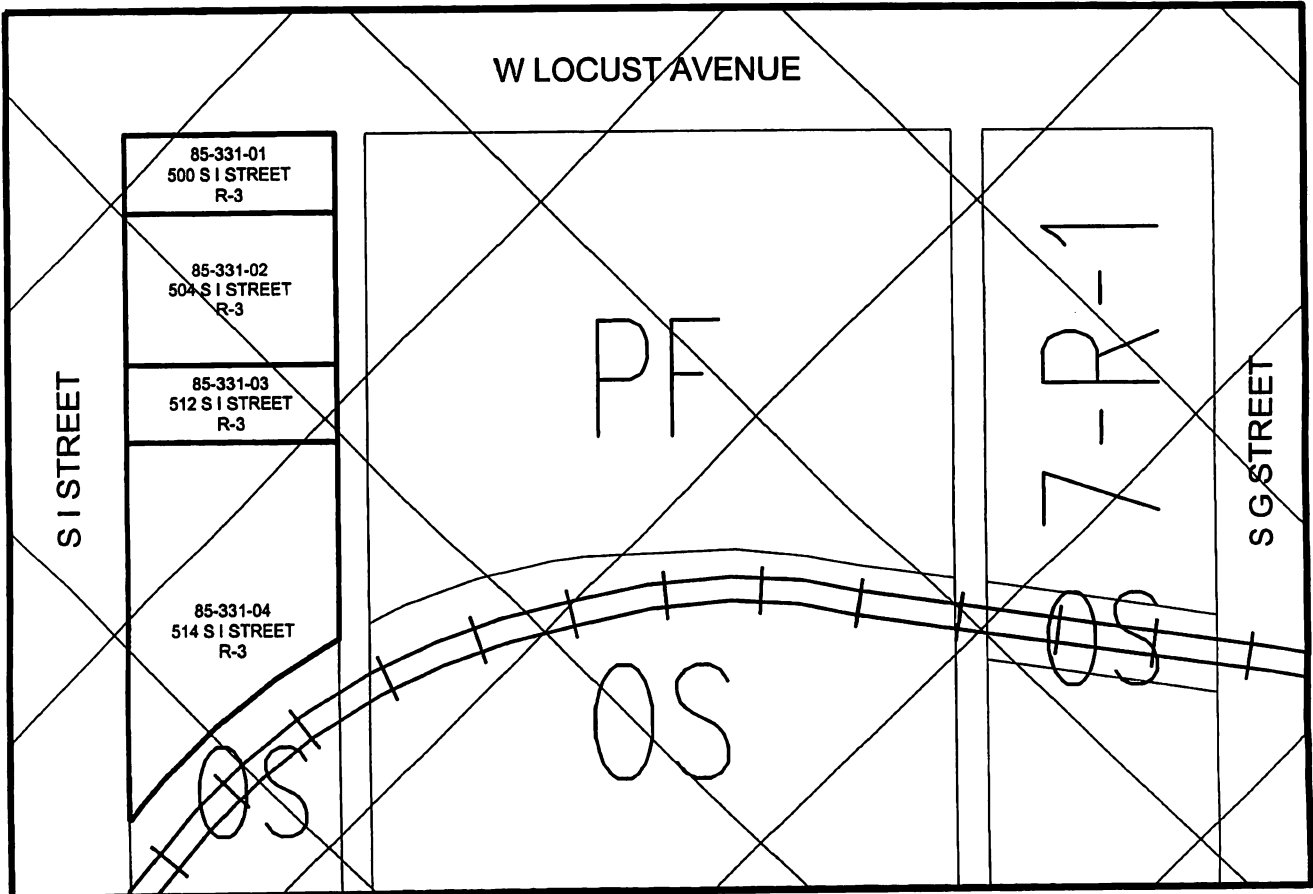 W LOCUST AVENUE
85-331-01
500 S I STREET
R-3
85-331-02
504 S I STREET
R-3
85-331-03
512 S I STREET
R-3
85-331-04
514 S I STREET
R-3
S I STREET
PF
7-R-1
S G STREET
OS
OS
OS